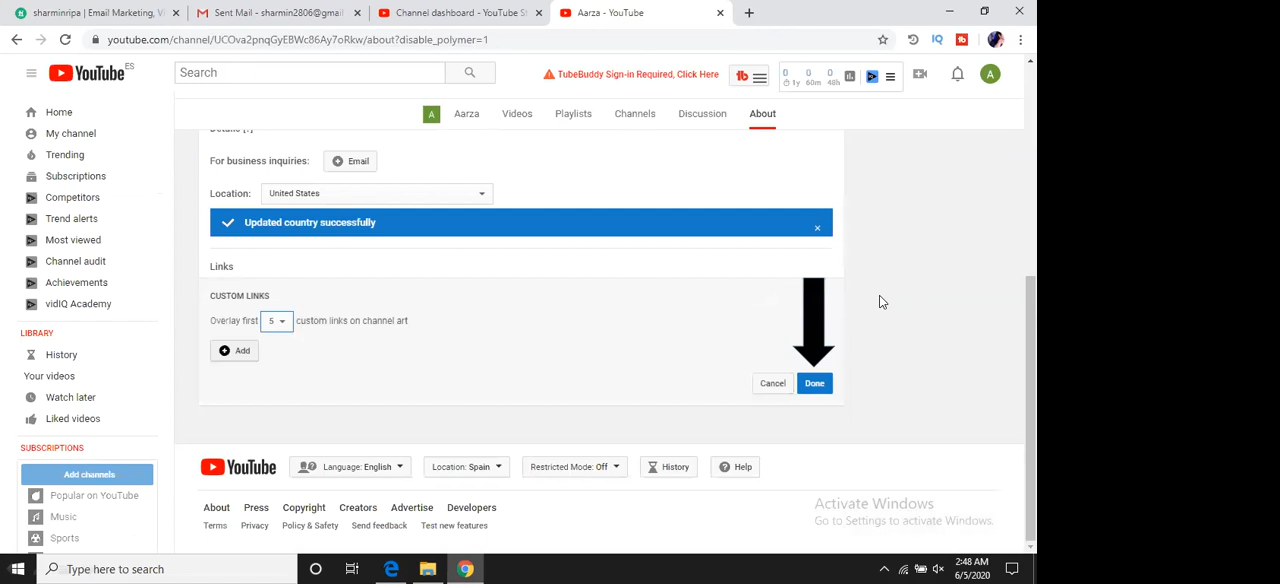 sharminripa | Email Marketing, Vi
Sent Mail - sharmin2806@gmail
Channel dashboard - YouTube St
Aarza - YouTube
youtube.com/channel/UCOva2pnqGyEBWc86Ay7oRkw/about?disable_polymer=1
YouTube ES
Search
TubeBuddy Sign-in Required, Click Here
tb
0 0 0
1y 60m 48h
A
A Aarza Videos Playlists Channels Discussion About
Home
My channel
Trending
Subscriptions
Competitors
Trend alerts
Most viewed
Channel audit
Achievements
vidIQ Academy
LIBRARY
History
Your videos
Watch later
Liked videos
SUBSCRIPTIONS
Add channels
Popular on YouTube
Music
Sports
For business inquiries: Email
Location: United States
Updated country successfully
Links
CUSTOM LINKS
Overlay first 5 custom links on channel art
Add
Cancel Done
YouTube Language: English Location: Spain Restricted Mode: Off History Help
About Press Copyright Creators Advertise Developers
Terms Privacy Policy & Safety Send feedback Test new features
Activate Windows
Go to Settings to activate Windows.
Type here to search
2:48 AM
6/5/2020